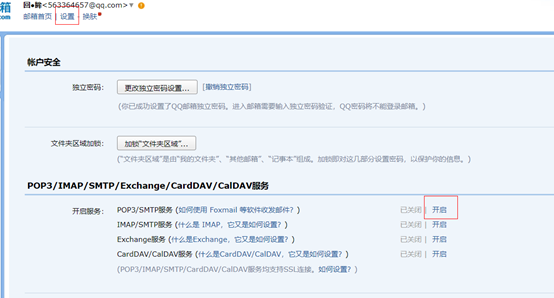 箱 <563364657@qq.com>▼
.com 邮箱首页 | 设置 - 换肤
帐户安全
独立密码： 更改独立密码设置... [撤销独立密码]
(你已成功设置了QQ邮箱独立密码。进入邮箱需要输入独立密码验证，QQ密码将不能登录邮箱。)
文件夹区域加锁： 加锁“文件夹区域”...
(“文件夹区域”是由“我的文件夹”、“其他邮箱”、“记事本”组成。加锁即对这几部分设置密码，以保护你的信息。)
POP3/IMAP/SMTP/Exchange/CardDAV/CalDAV服务
开启服务： POP3/SMTP服务 (如何使用 Foxmail 等软件收发邮件？) 已关闭 | 开启
IMAP/SMTP服务 (什么是 IMAP，它又是如何设置？) 已关闭 | 开启
Exchange服务 (什么是Exchange，它又是如何设置？) 已关闭 | 开启
CardDAV/CalDAV服务 (什么是CardDAV/CalDAV，它又是如何设置？) 已关闭 | 开启
(POP3/IMAP/SMTP/CardDAV/CalDAV服务均支持SSL连接。如何设置？)